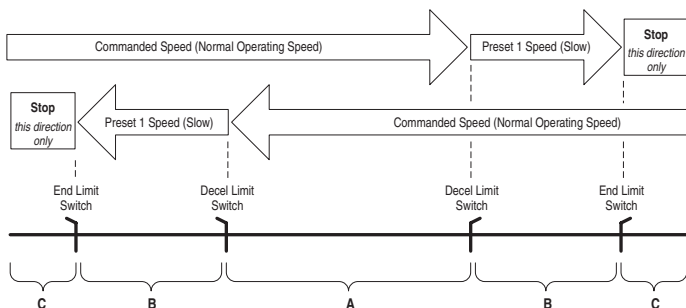 Commanded Speed (Normal Operating Speed)
Preset 1 Speed (Slow)
Stop
this direction
only
Stop
this direction
only
Preset 1 Speed (Slow)
Commanded Speed (Normal Operating Speed)
End Limit
Switch
Decel Limit
Switch
Decel Limit
Switch
End Limit
Switch
C
B
A
B
C